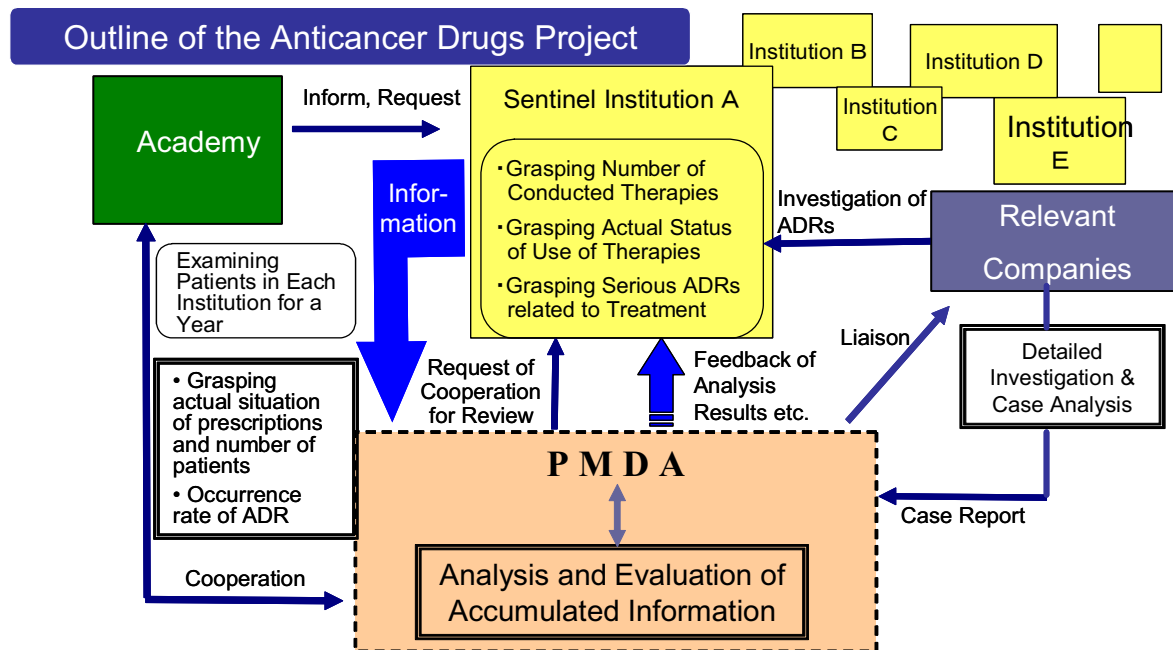 Outline of the Anticancer Drugs Project
Institution B
Institution D
Institution
C
Institution
E
Academy
Inform, Request
Sentinel Institution A
・Grasping Number of
Conducted Therapies
・Grasping Actual Status
of Use of Therapies
・Grasping Serious ADRs
related to Treatment
Infor-
mation
Investigation of
ADRs
Relevant
Companies
Examining
Patients in Each
Institution for a
Year
• Grasping
actual situation
of prescriptions
and number of
patients
• Occurrence
rate of ADR
Request of
Cooperation
for Review
Feedback of
Analysis
Results etc.
Liaison
Detailed
Investigation &
Case Analysis
P M D A
Case Report
Cooperation
Analysis and Evaluation of
Accumulated Information